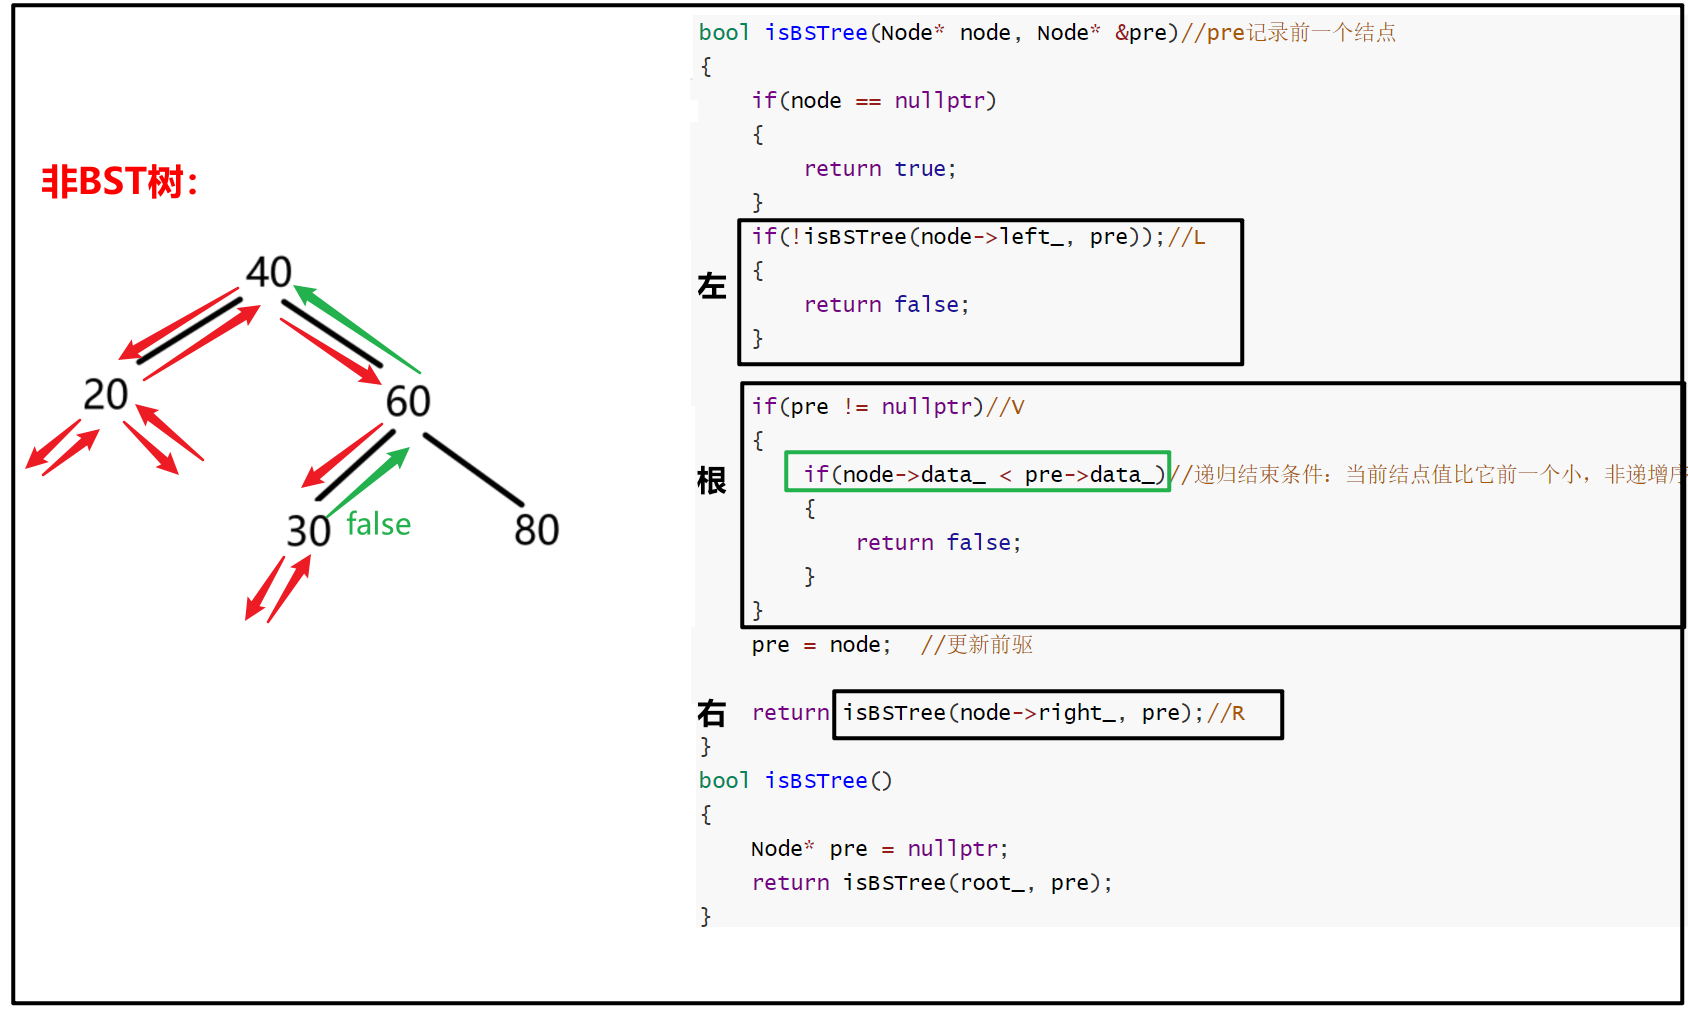 非BST树：
40
20
60
30
false
80
bool isBSTree(Node* node, Node* &pre)//pre记录前一个结点
{
if(node == nullptr)
{
return true;
}
左
if(!isBSTree(node->left_, pre));//L
{
return false;
}
根
if(pre != nullptr)//V
{
if(node->data_ < pre->data_)//递归结束条件：当前结点值比它前一个小，非递增序
{
return false;
}
}
pre = node;  //更新前驱
右
return isBSTree(node->right_, pre);//R
}
bool isBSTree()
{
Node* pre = nullptr;
return isBSTree(root_, pre);
}